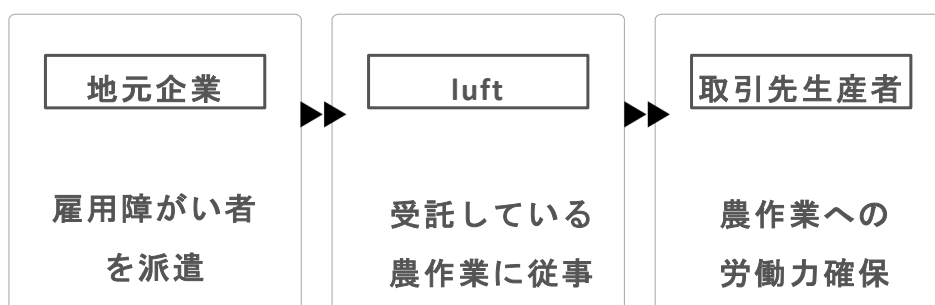 地元企業
雇用障がい者
を派遣
luft
受託している
農作業に従事
取引先生産者
農作業への
労働力確保